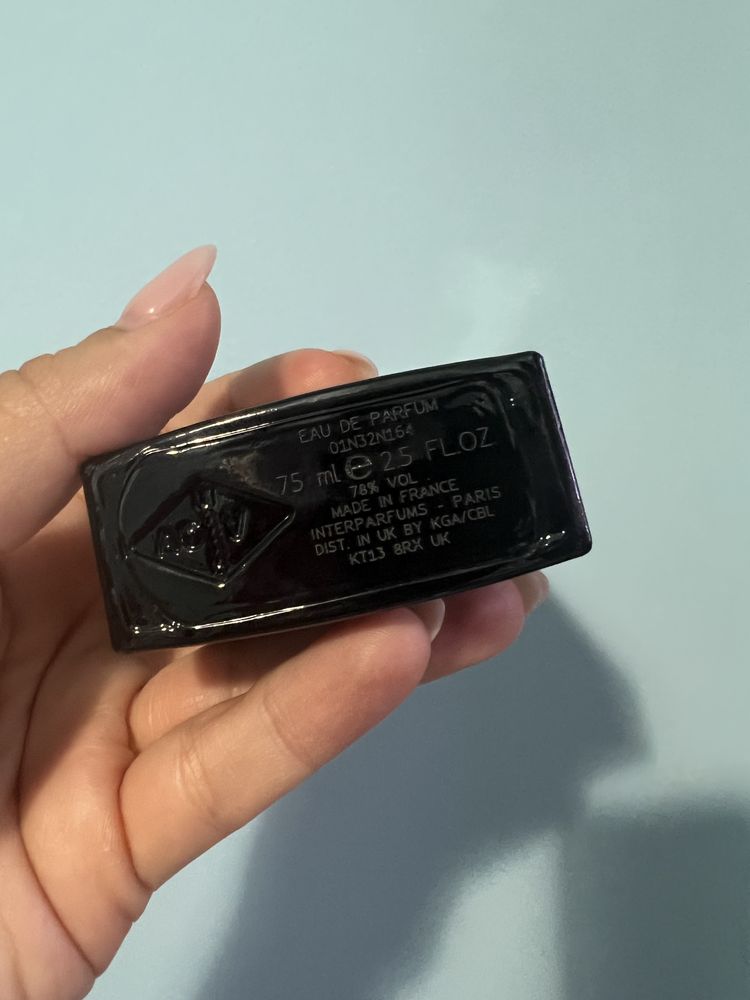 EAU DE PARFUM
01N32N164
75 ml e 2.5 FL.OZ
78% VOL
MADE IN FRANCE
INTERPARFUMS - PARIS
DIST. IN UK BY KGA/CBL
KT13 8RX UK